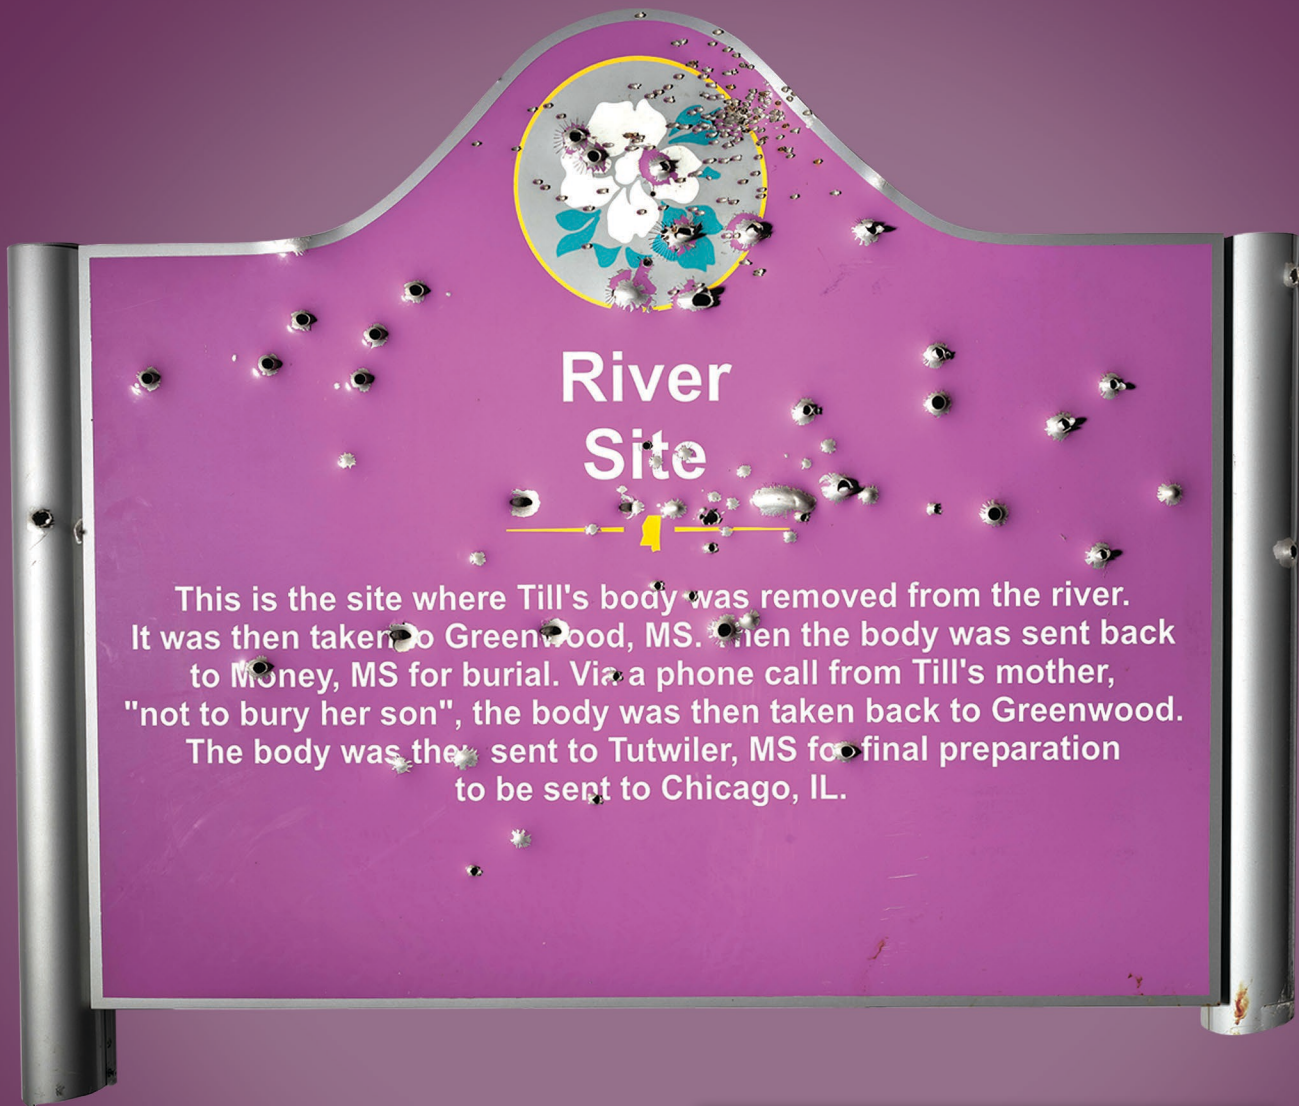 River
Site
This is the site where Till's body was removed from the river.
It was then taken to Greenwood, MS. Then the body was sent back
to Money, MS for burial. Via a phone call from Till's mother,
"not to bury her son", the body was then taken back to Greenwood.
The body was then sent to Tutwiler, MS for final preparation
to be sent to Chicago, IL.